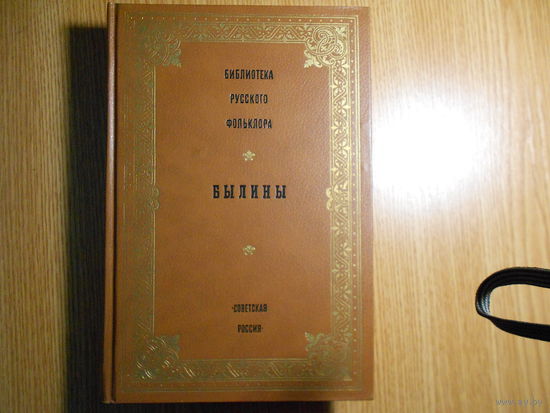 БИБЛИОТЕКА
РУССКОГО
ФОЛЬКЛОРА
БЫЛИНЫ
«СОВЕТСКАЯ
РОССИЯ»